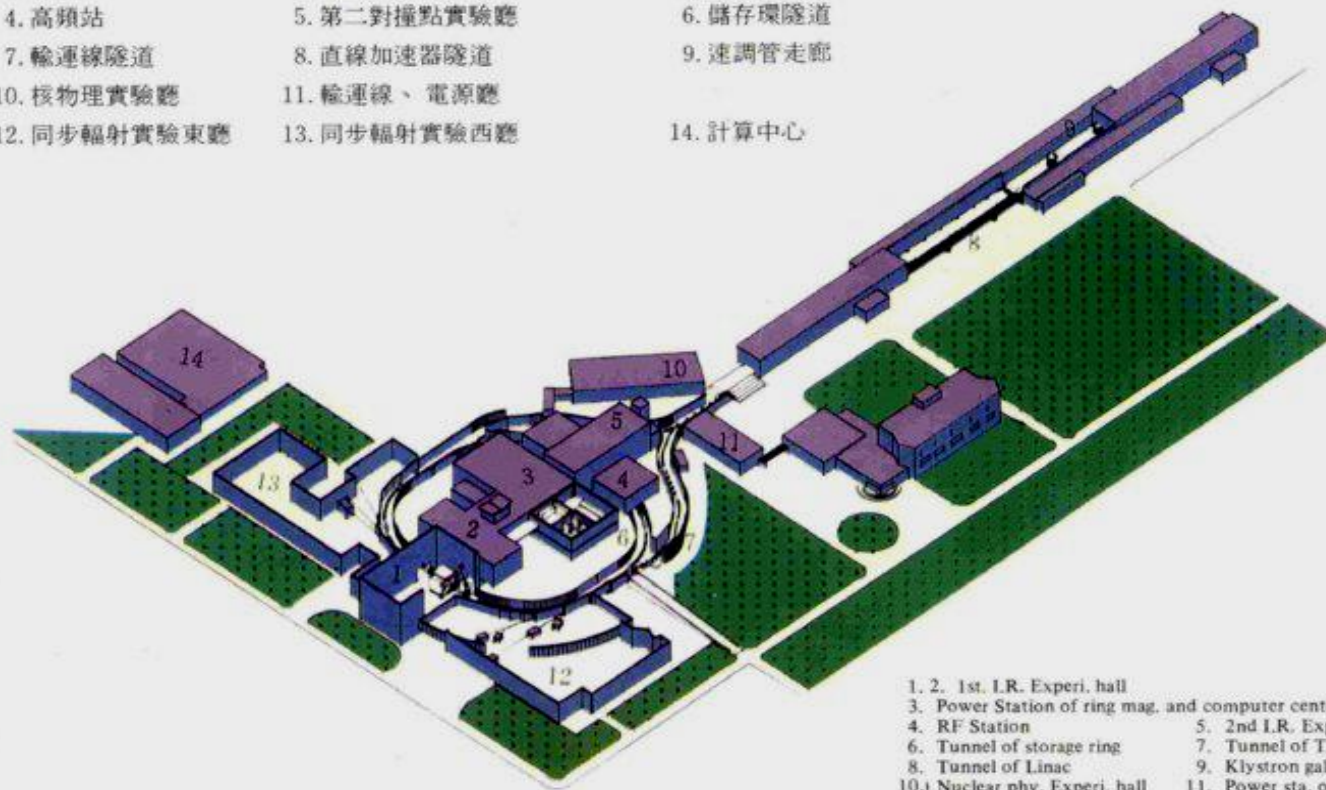 4. 高頻站 5. 第二對撞點實驗廳 6. 儲存環隧道
7. 輸運線隧道 8. 直線加速器隧道 9. 速調管走廊
10. 核物理實驗廳 11. 輸運線、電源廳
12. 同步輻射實驗東廳 13. 同步輻射實驗西廳 14. 計算中心
9
8
14
10
5
11
3
4
13
2
6
7
1
12
1. 2. 1st. I.R. Experi. hall
3. Power Station of ring mag. and computer cent
4. RF Station 5. 2nd I.R. Exp
6. Tunnel of storage ring 7. Tunnel of T
8. Tunnel of Linac 9. Klystron gal
10. Nuclear phy. Experi. hall 11. Power sta. o